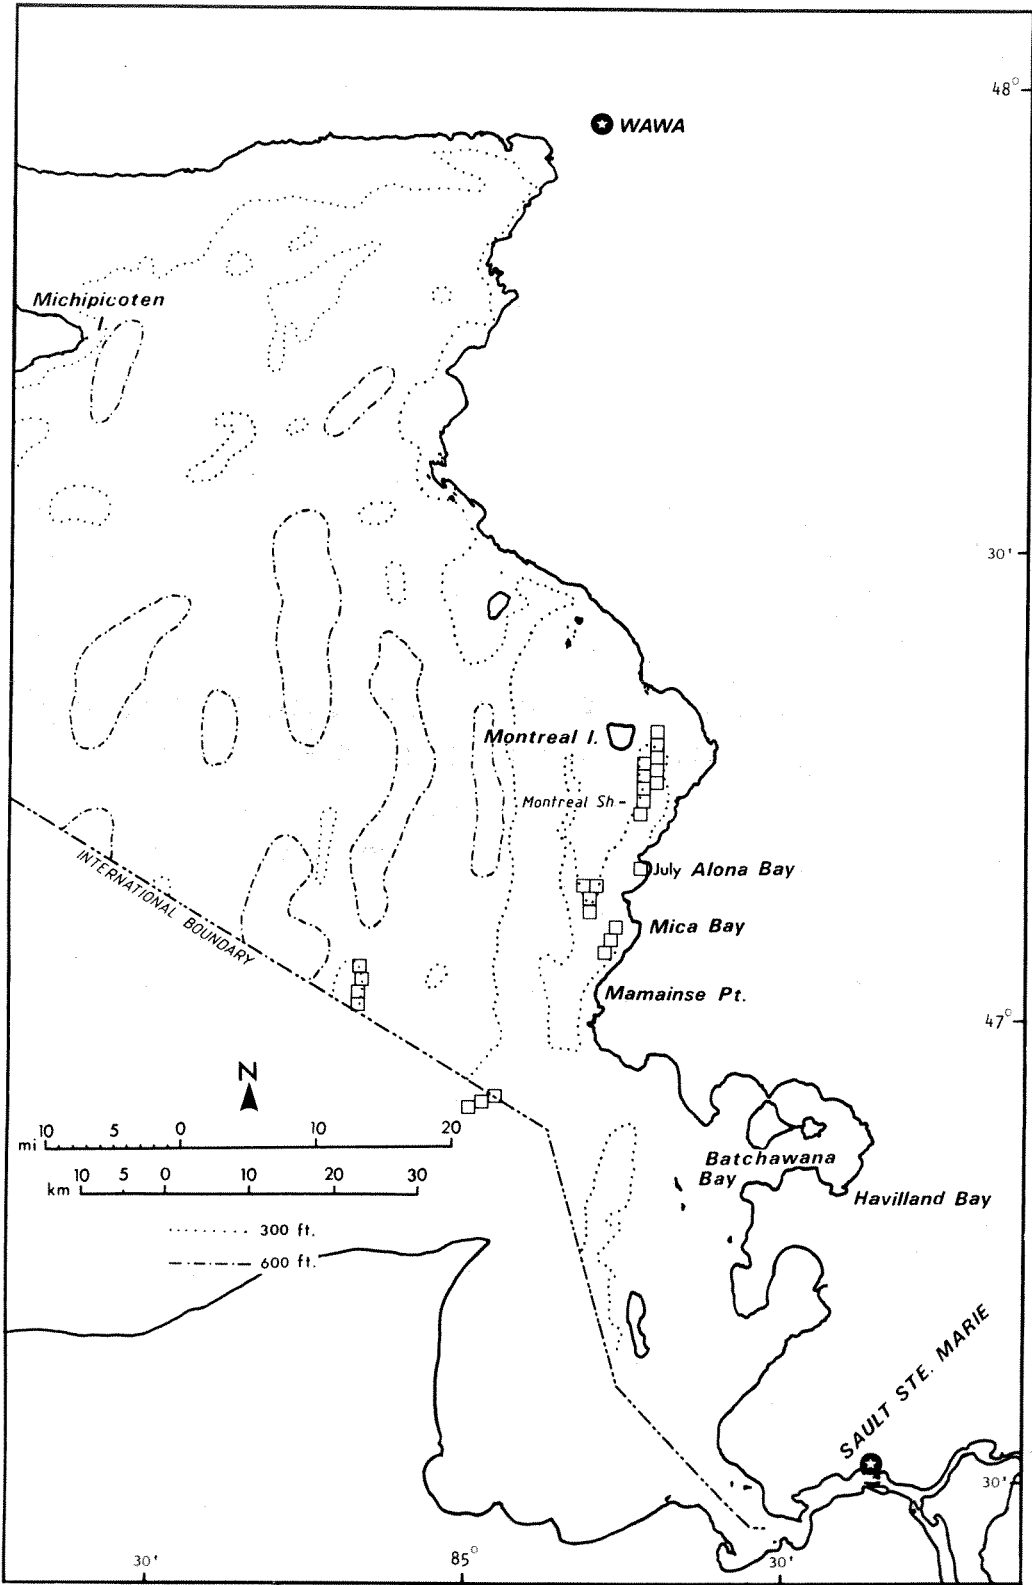 48°
WAWA
Michipicoten
I.
30'
Montreal I.
Montreal Sh
July Alona Bay
INTERNATIONAL BOUNDARY
Mica Bay
Mamainse Pt.
47°
N
10 5 0 10 20
mi
10 5 0 10 20 30
km
Batchawana
Bay
Havilland Bay
300 ft.
600 ft.
SAULT STE. MARIE
30'
30'
85°
30'